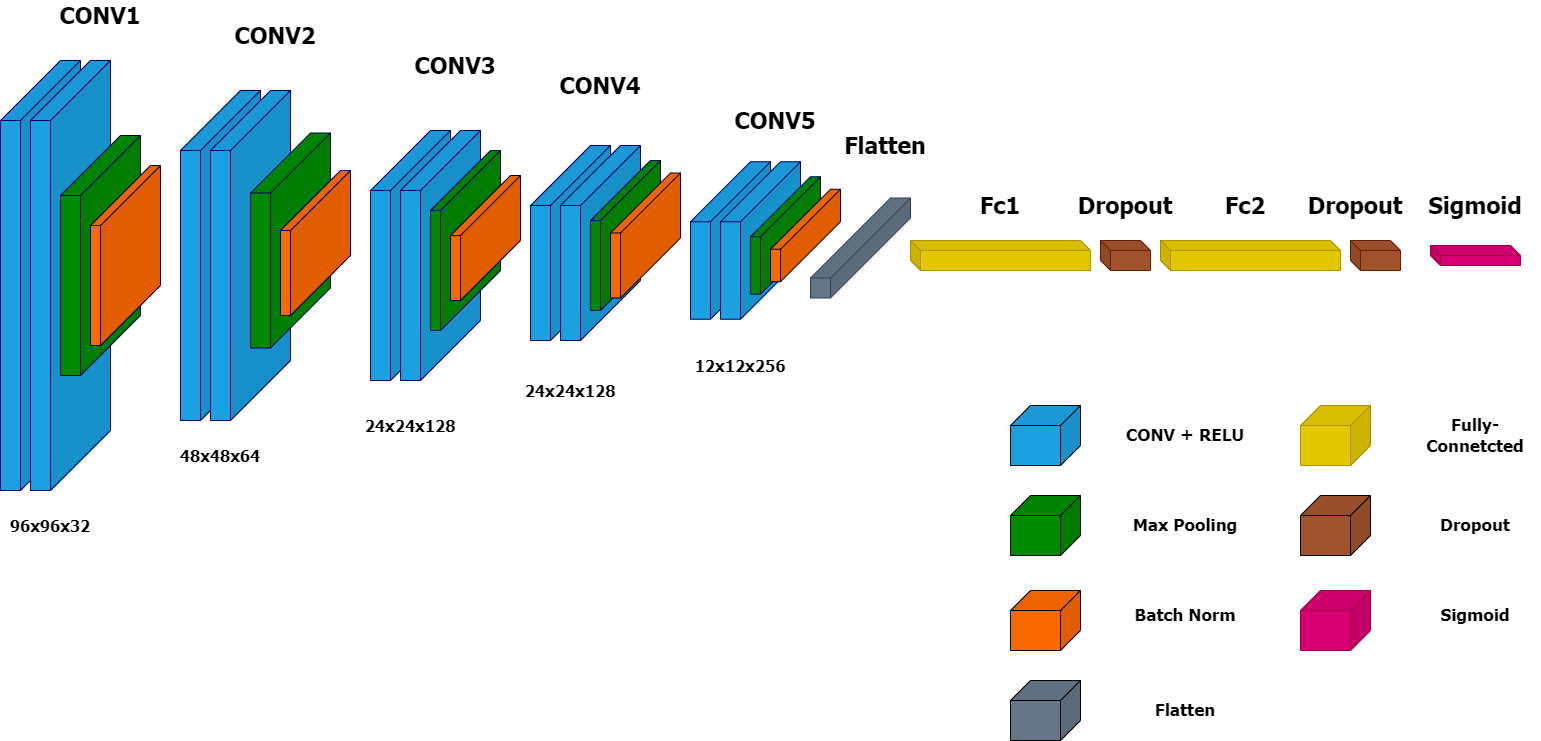 CONV1
CONV2
CONV3
CONV4
CONV5
Flatten
Fc1
Dropout
Fc2
Dropout
Sigmoid
96x96x32
48x48x64
24x24x128
24x24x128
12x12x256
CONV + RELU
Fully-
Connetcted
Max Pooling
Dropout
Batch Norm
Sigmoid
Flatten